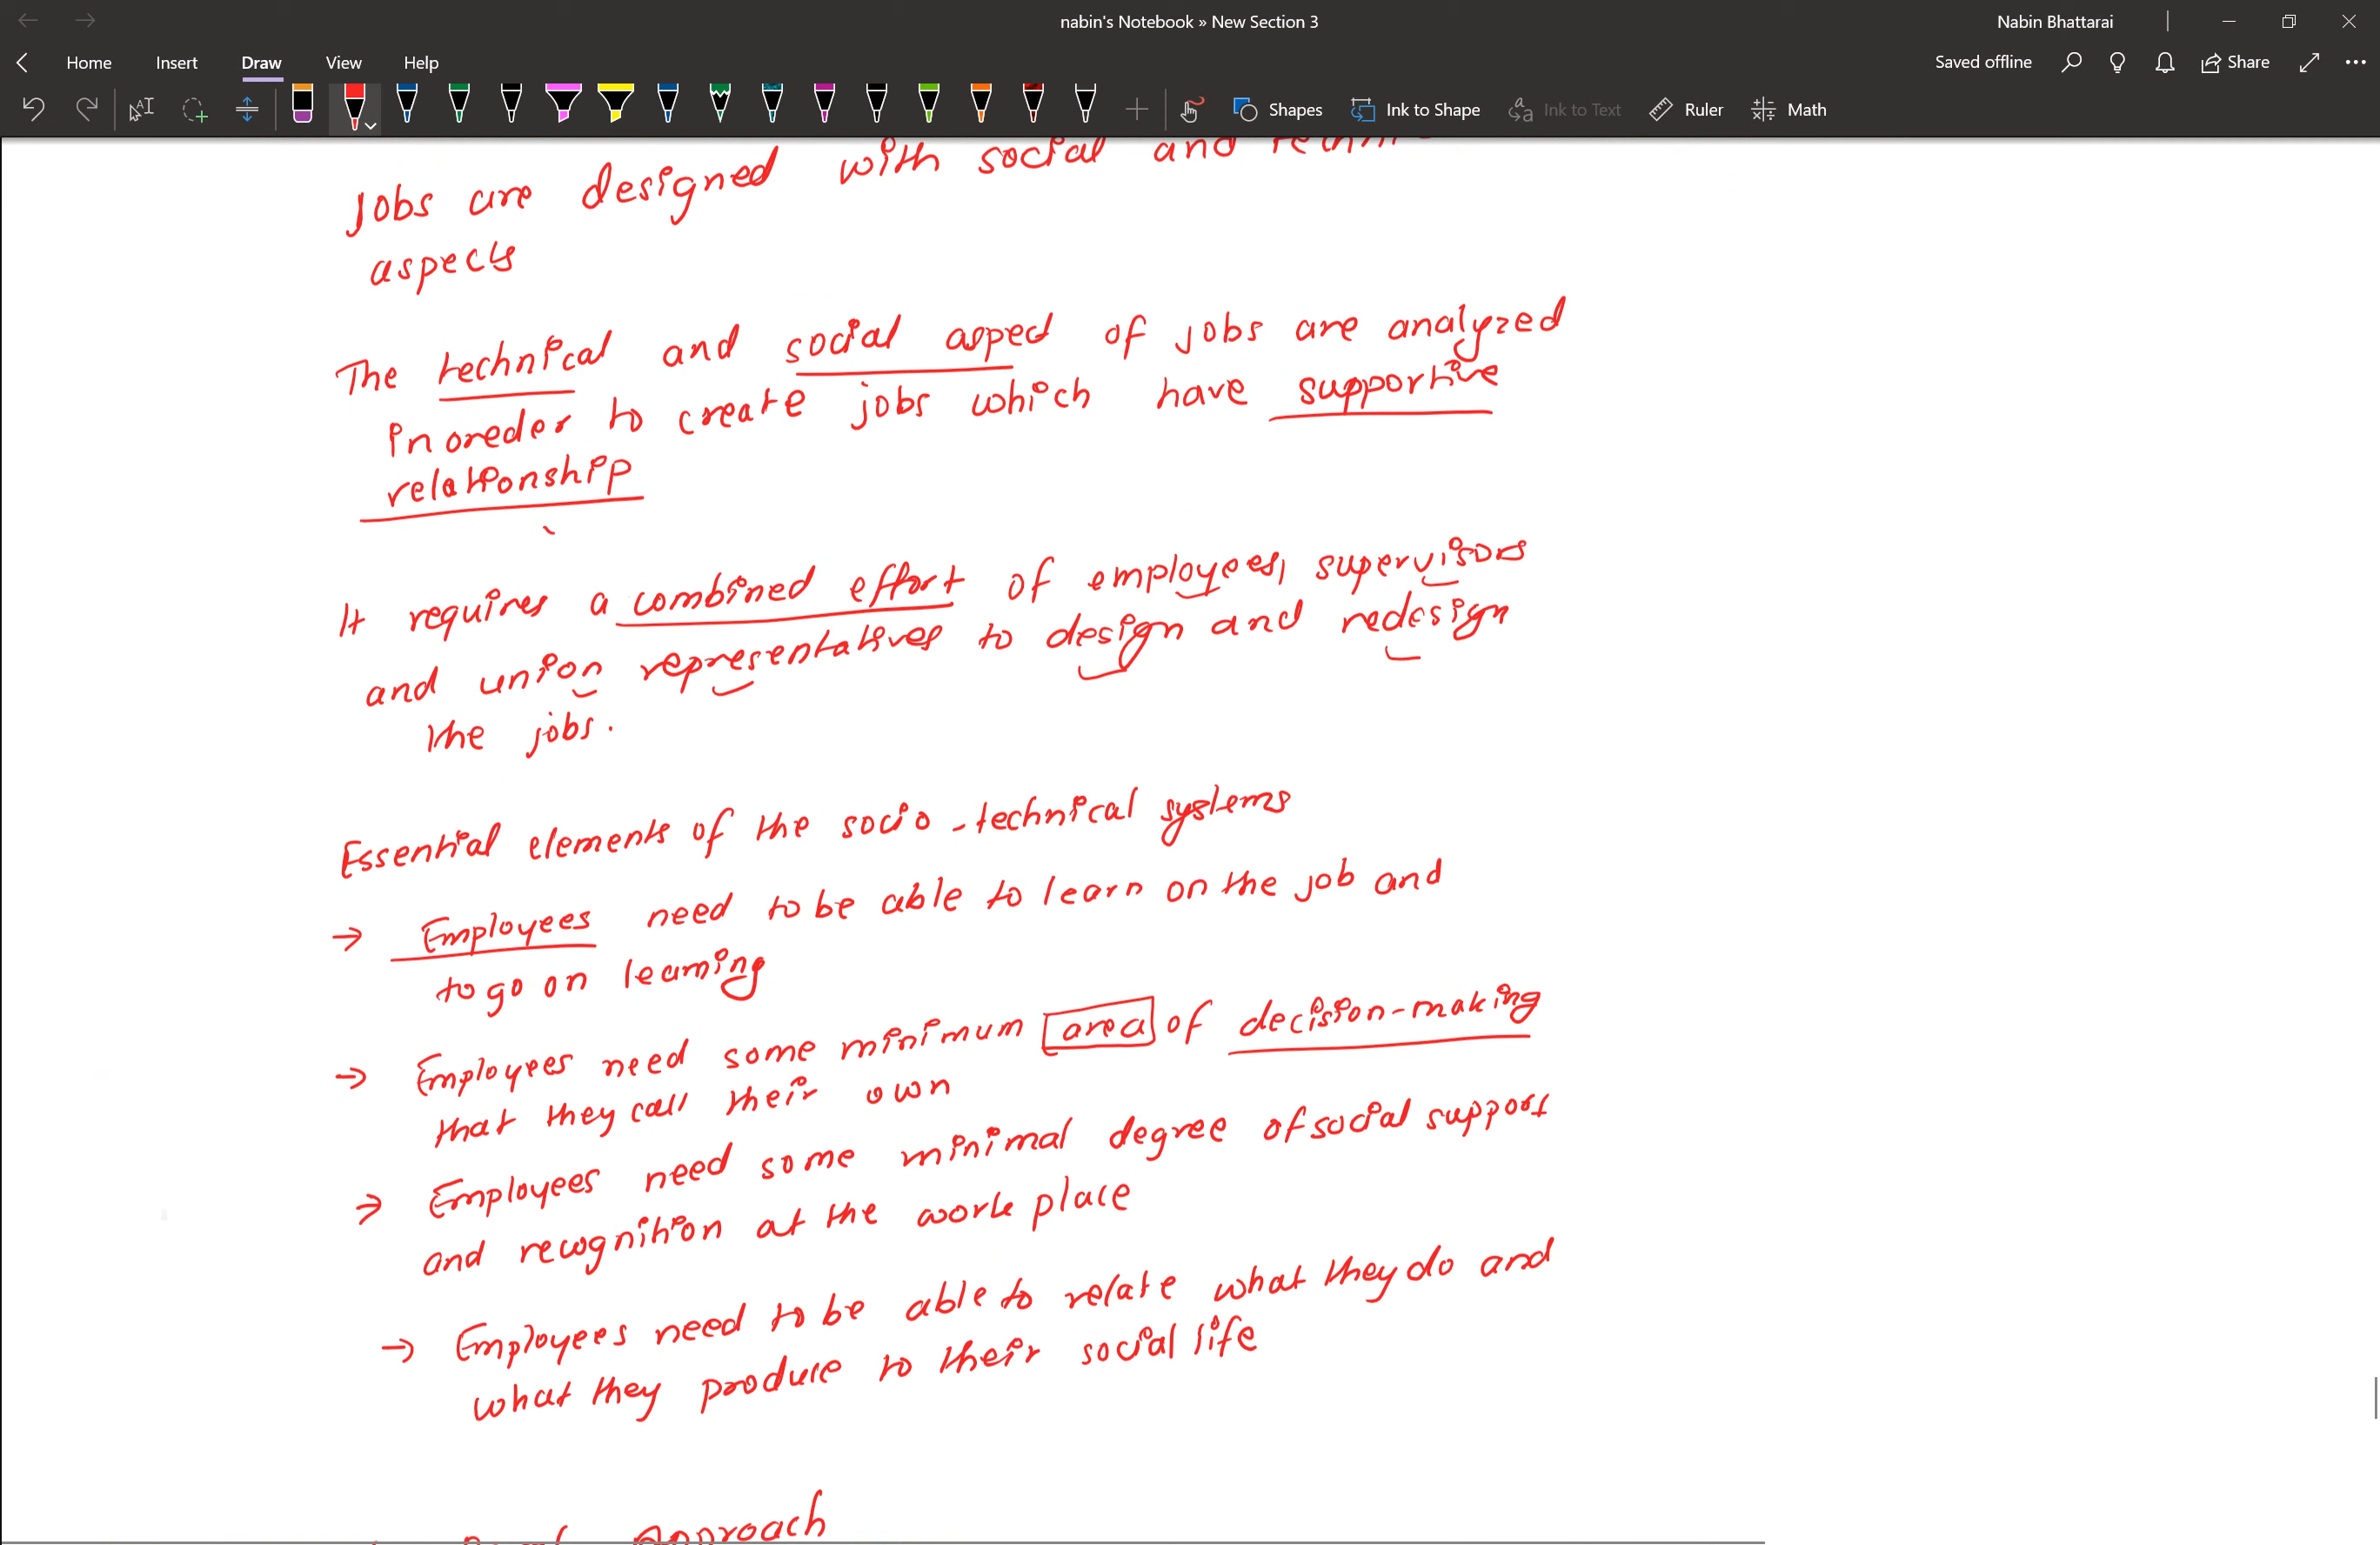 nabin's Notebook » New Section 3
Nabin Bhattarai
Home Insert Draw View Help
Saved offline
Share
Shapes Ink to Shape Ink to Text Ruler Math
jobs are designed with social and
aspects
The technical and social aspect of jobs are analyzed
in oreder to create jobs which have supportive
relationship
It requires a combined effort of employees, supervisors
and union representatives to design and redesign
the jobs.
Essential elements of the socio-technical systems
→ Employees need to be able to learn on the job and
to go on learning
→ Employees need some minimum area of decision-making
that they call their own
→ Employees need some minimal degree of social support
and recognition at the work place
→ Employees need to be able to relate what they do and
what they produce to their social life
Approach